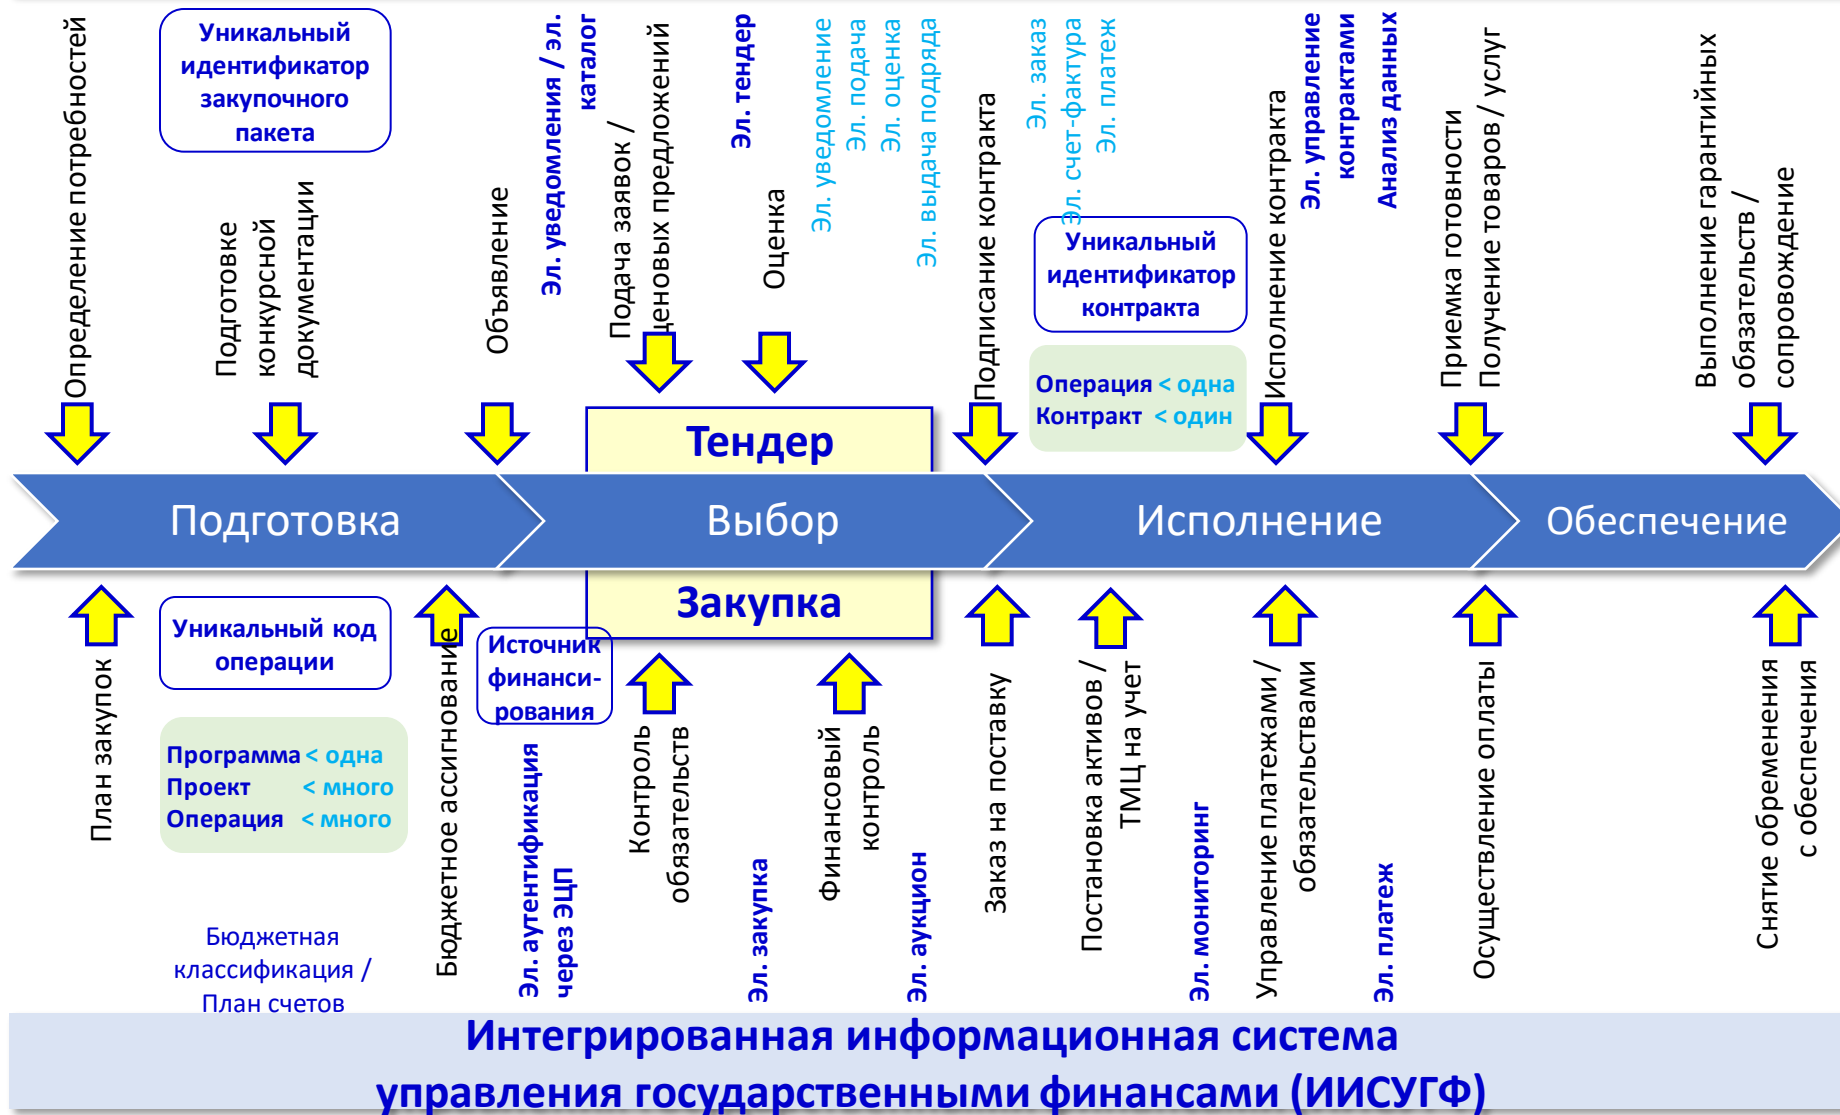 Определение потребностей
Уникальный
идентификатор
закупочного
пакета
Подготовке
конкурсной
документации
Объявление
Эл. уведомления / эл.
каталог
Подача заявок /
ценовых предложений
Эл. тендер
Оценка
Эл. уведомление
Эл. подача
Эл. оценка
Эл. выдача подряда
Подписание контракта
Эл. заказ
Эл. счет-фактура
Эл. платеж
Уникальный
идентификатор
контракта
Операция < одна
Контракт < один
Исполнение контракта
Эл. управление
контрактами
Анализ данных
Приемка готовности
Получение товаров / услуг
Выполнение гарантийных
обязательств /
сопровождение
Тендер
Подготовка
Выбор
Исполнение
Обеспечение
Закупка
План закупок
Уникальный код
операции
Программа < одна
Проект < много
Операция < много
Бюджетная
классификация /
План счетов
Бюджетное ассигнование
Источник
финанси-
рования
Эл. аутентификация
через ЭЦП
Контроль
обязательств
Эл. закупка
Финансовый
контроль
Эл. аукцион
Заказ на поставку
Постановка активов /
ТМЦ на учет
Эл. мониторинг
Управление платежами /
обязательствами
Эл. платеж
Осуществление оплаты
Снятие обременения
с обеспечения
Интегрированная информационная система
управления государственными финансами (ИИСУГФ)